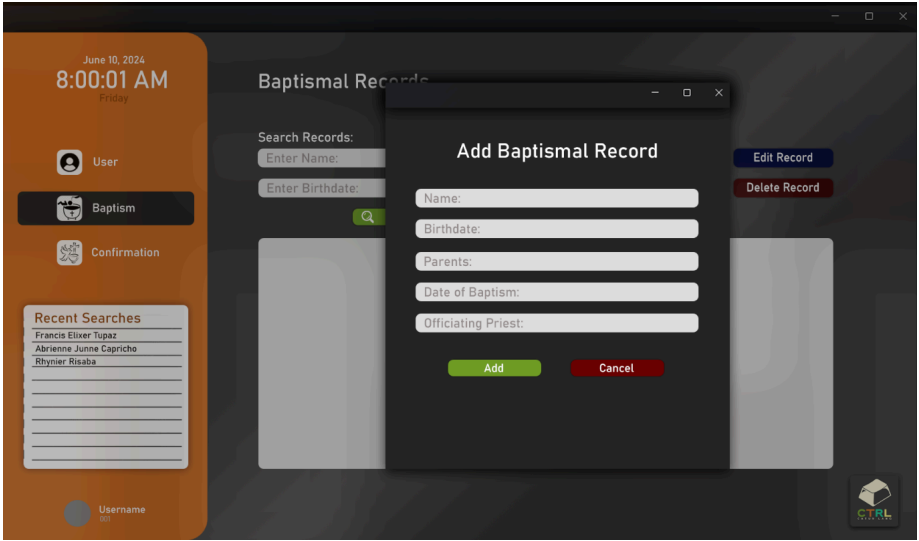 June 10, 2024
8:00:01 AM
Friday
User
Baptism
Confirmation
Recent Searches
Francis Elixer Tupaz
Abrienne Junne Capricho
Rhynier Risaba
Username
Baptismal Records
Search Records:
Enter Name:
Enter Birthdate:
Edit Record
Delete Record
Add Baptismal Record
Name:
Birthdate:
Parents:
Date of Baptism:
Officiating Priest:
Add
Cancel
CTRL